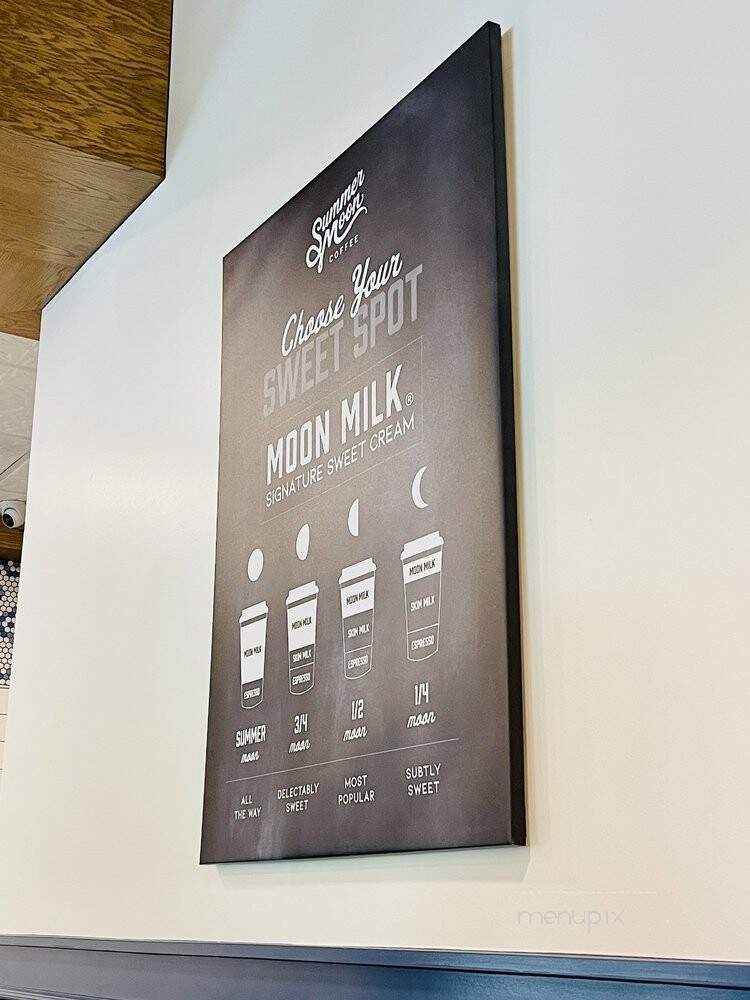 Summer
Moon
COFFEE
Choose Your
SWEET SPOT
MOON MILK®
SIGNATURE SWEET CREAM
MOON MILK
ESPRESSO
MOON MILK
SKIM MILK
ESPRESSO
MOON MILK
SKIM MILK
ESPRESSO
MOON MILK
SKIM MILK
ESPRESSO
SUMMER
moon
3/4
moon
1/2
moon
1/4
moon
ALL
THE WAY
DELECTABLY
SWEET
MOST
POPULAR
SUBTLY
SWEET
menupix